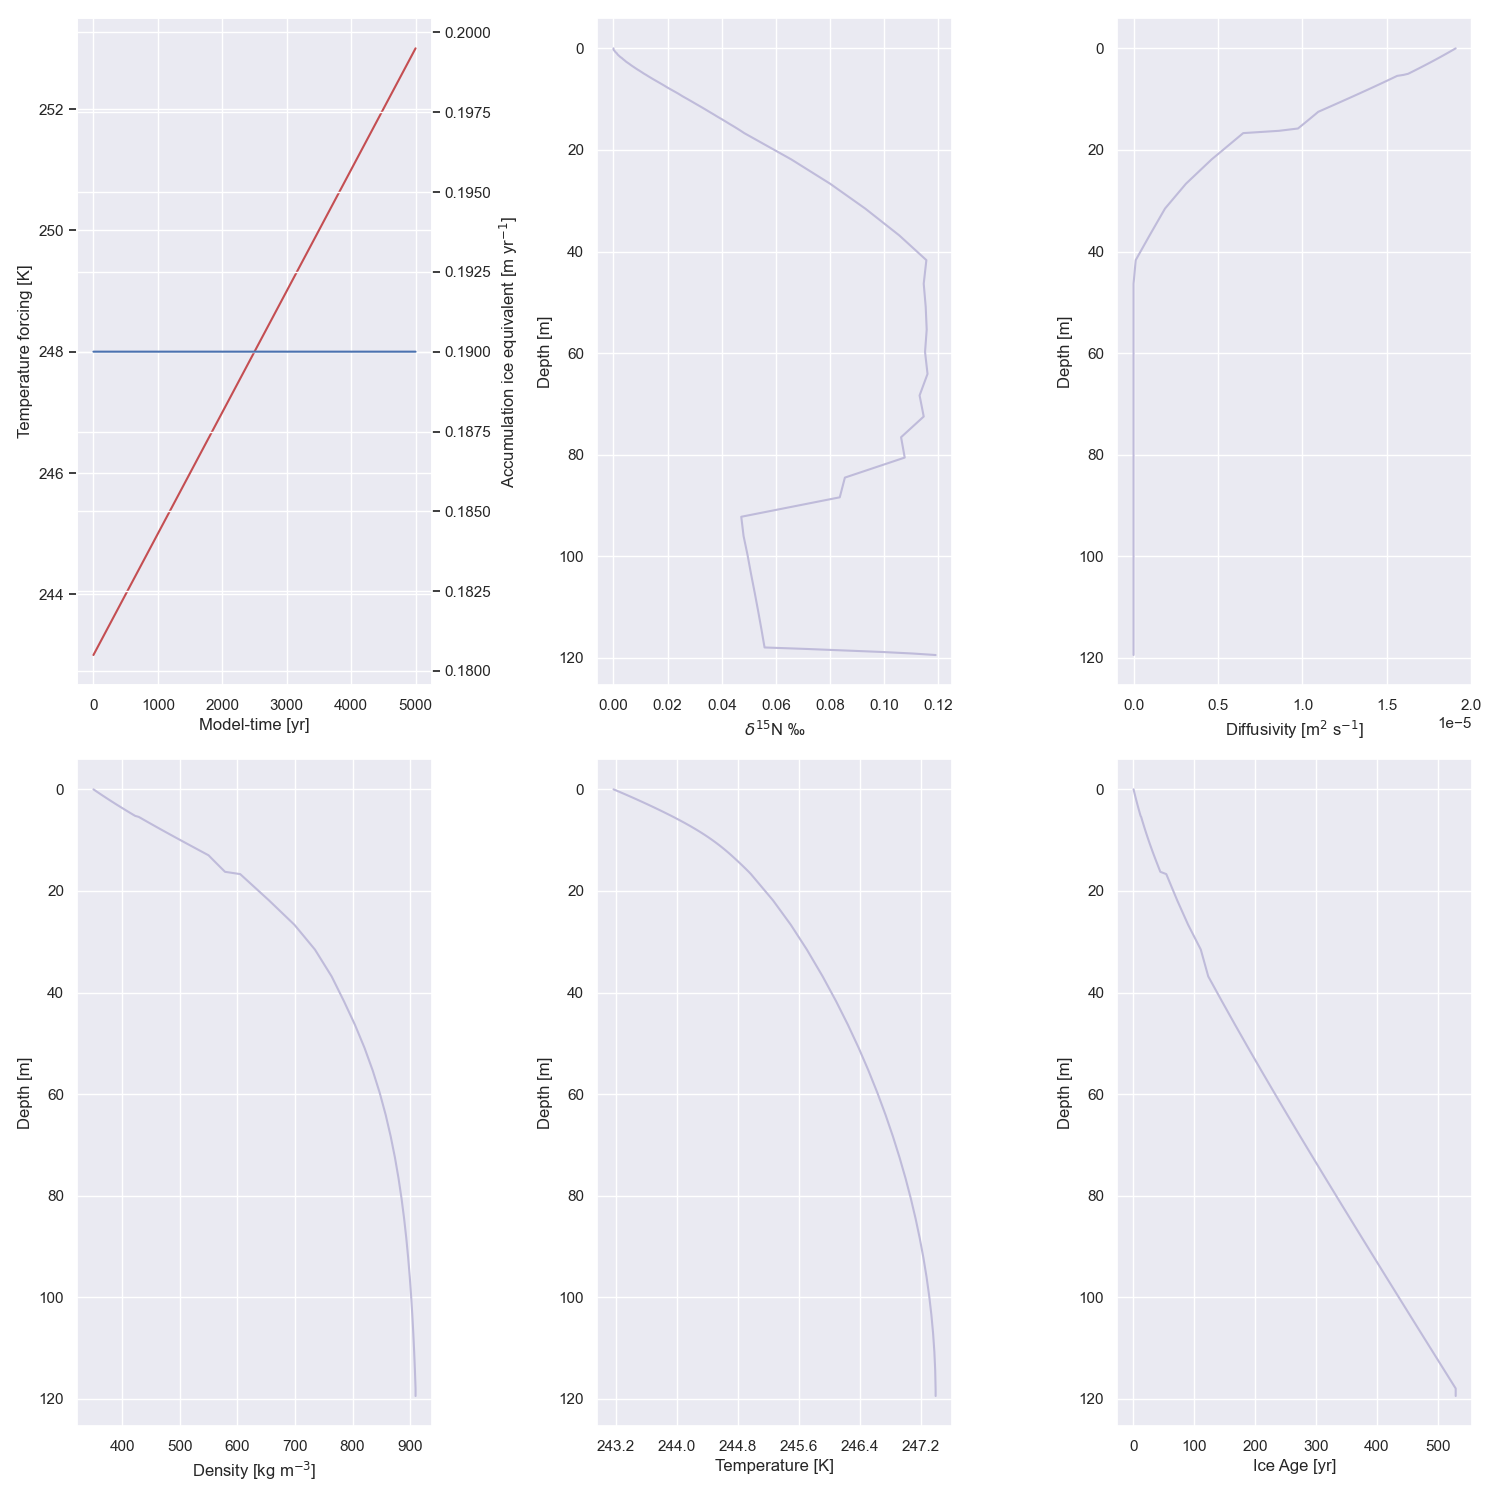 Temperature forcing [K]
252
250
248
246
244
0.2000
0.1975
0.1950
0.1925
0.1900
0.1875
0.1850
0.1825
0.1800
Accumulation ice equivalent [m yr⁻¹]
0 1000 2000 3000 4000 5000
Model-time [yr]
Depth [m]
0
20
40
60
80
100
120
0.00 0.02 0.04 0.06 0.08 0.10 0.12
δ¹⁵N ‰
Depth [m]
0
20
40
60
80
100
120
0.0 0.5 1.0 1.5 2.0
1e−5
Diffusivity [m² s⁻¹]
Depth [m]
0
20
40
60
80
100
120
400 500 600 700 800 900
Density [kg m⁻³]
Depth [m]
0
20
40
60
80
100
120
243.2 244.0 244.8 245.6 246.4 247.2
Temperature [K]
Depth [m]
0
20
40
60
80
100
120
0 100 200 300 400 500
Ice Age [yr]